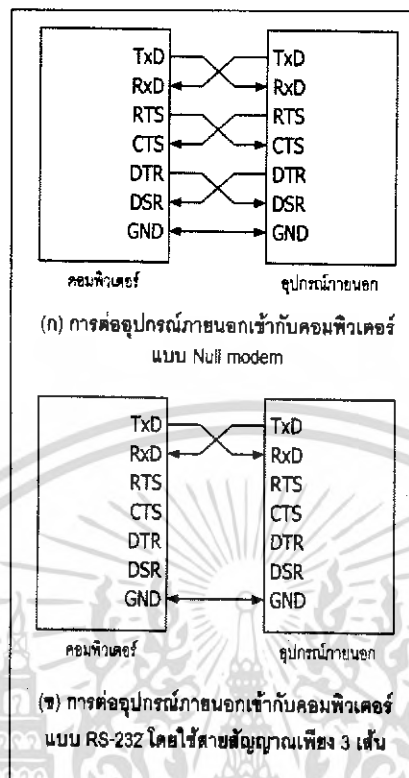 TxD TxD
RxD RxD
RTS RTS
CTS CTS
DTR DTR
DSR DSR
GND GND
คอมพิวเตอร์ อุปกรณ์ภายนอก
(ก) การต่ออุปกรณ์ภายนอกเข้ากับคอมพิวเตอร์
แบบ Null modem
TxD TxD
RxD RxD
RTS RTS
CTS CTS
DTR DTR
DSR DSR
GND GND
คอมพิวเตอร์ อุปกรณ์ภายนอก
(ข) การต่ออุปกรณ์ภายนอกเข้ากับคอมพิวเตอร์
แบบ RS-232 โดยใช้สายสัญญาณเพียง 3 เส้น